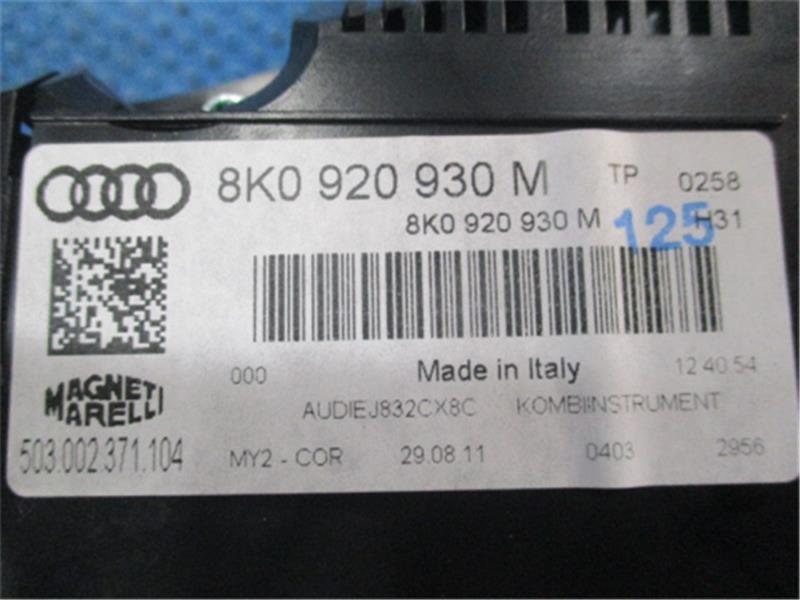 8K0 920 930 M TP 0258
8K0 920 930 M 125 H31
000 Made in Italy 12 40 54
MAGNETI MARELLI
AUDIEJ832CX8C KOMBIINSTRUMENT
503.002.371.104 MY2 - COR 29.08.11 0403 2956